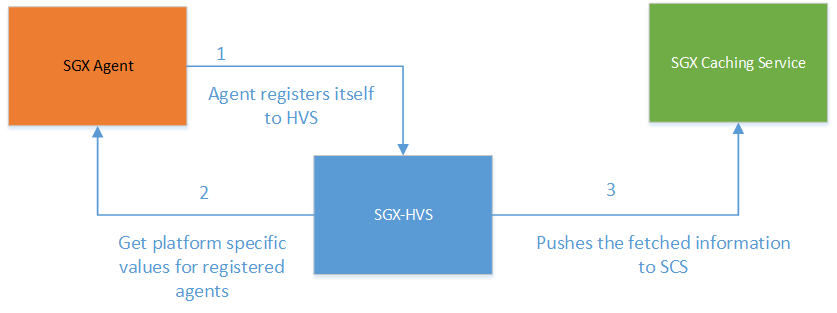 SGX Agent
1
Agent registers itself
to HVS
SGX Caching Service
2
Get platform specific
values for registered
agents
SGX-HVS
3
Pushes the fetched information
to SCS